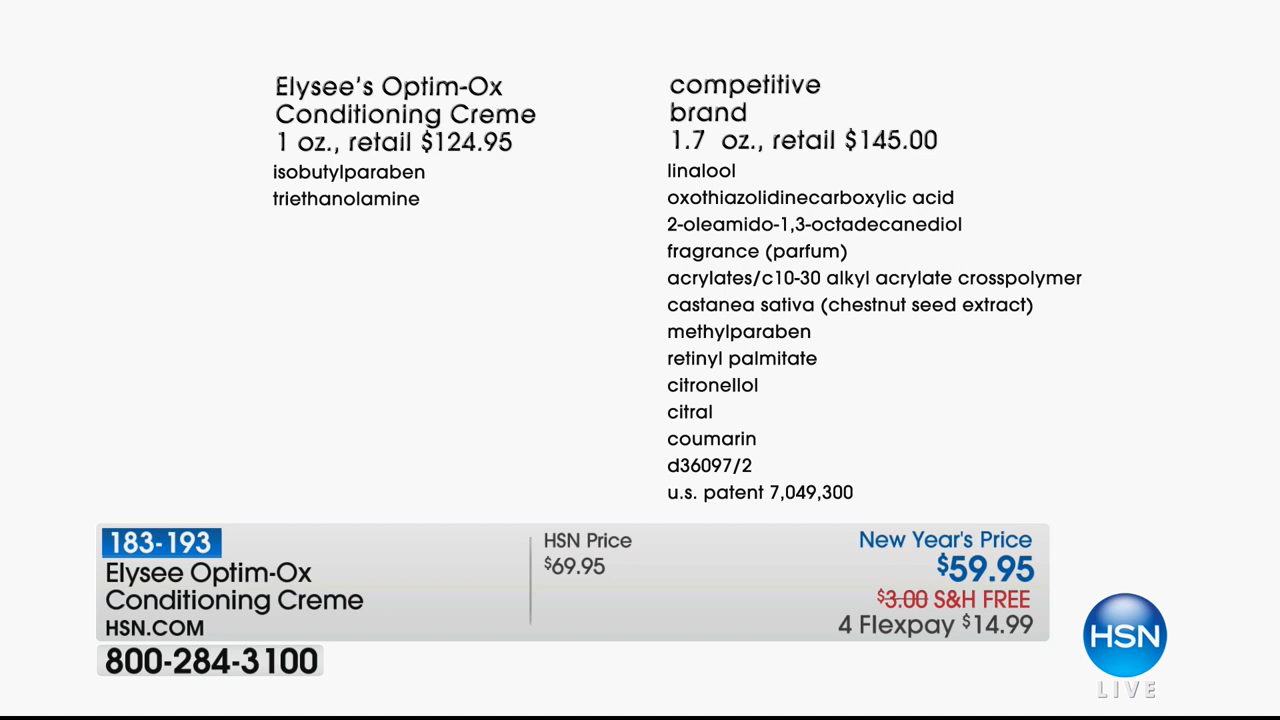 Elysee's Optim-Ox
Conditioning Creme
1 oz., retail $124.95
isobutylparaben
triethanolamine
competitive
brand
1.7 oz., retail $145.00
linalool
oxothiazolidinecarboxylic acid
2-oleamido-1,3-octadecanediol
fragrance (parfum)
acrylates/c10-30 alkyl acrylate crosspolymer
castanea sativa (chestnut seed extract)
methylparaben
retinyl palmitate
citronellol
citral
coumarin
d36097/2
u.s. patent 7,049,300
183-193
Elysee Optim-Ox
Conditioning Creme
HSN.COM
HSN Price
$69.95
New Year's Price
$59.95
$3.00 S&H FREE
4 Flexpay $14.99
800-284-3100
HSN
LIVE